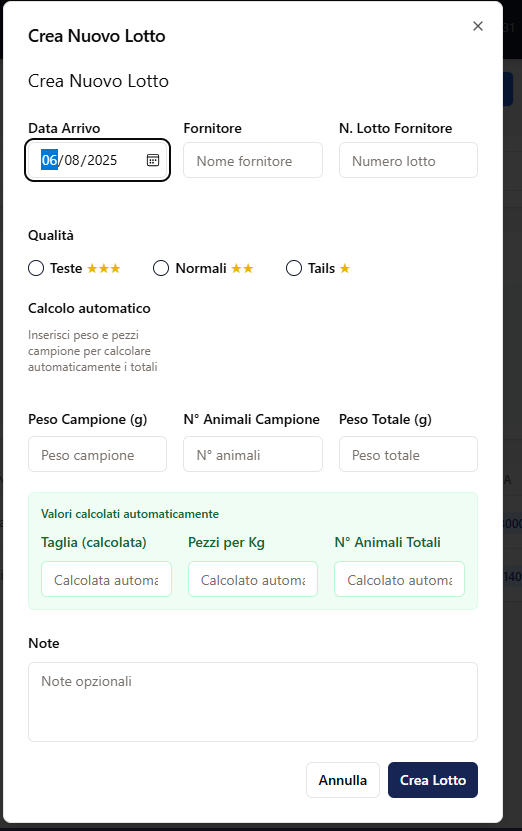 Crea Nuovo Lotto
Crea Nuovo Lotto
Data Arrivo Fornitore N. Lotto Fornitore
06/08/2025 Nome fornitore Numero lotto
Qualità
Teste ★★★ Normali ★★ Tails ★
Calcolo automatico
Inserisci peso e pezzi
campione per calcolare
automaticamente i totali
Peso Campione (g) N° Animali Campione Peso Totale (g)
Peso campione N° animali Peso totale
Valori calcolati automaticamente
Taglia (calcolata) Pezzi per Kg N° Animali Totali
Calcolata automa Calcolato automa Calcolato automa
Note
Note opzionali
Annulla Crea Lotto